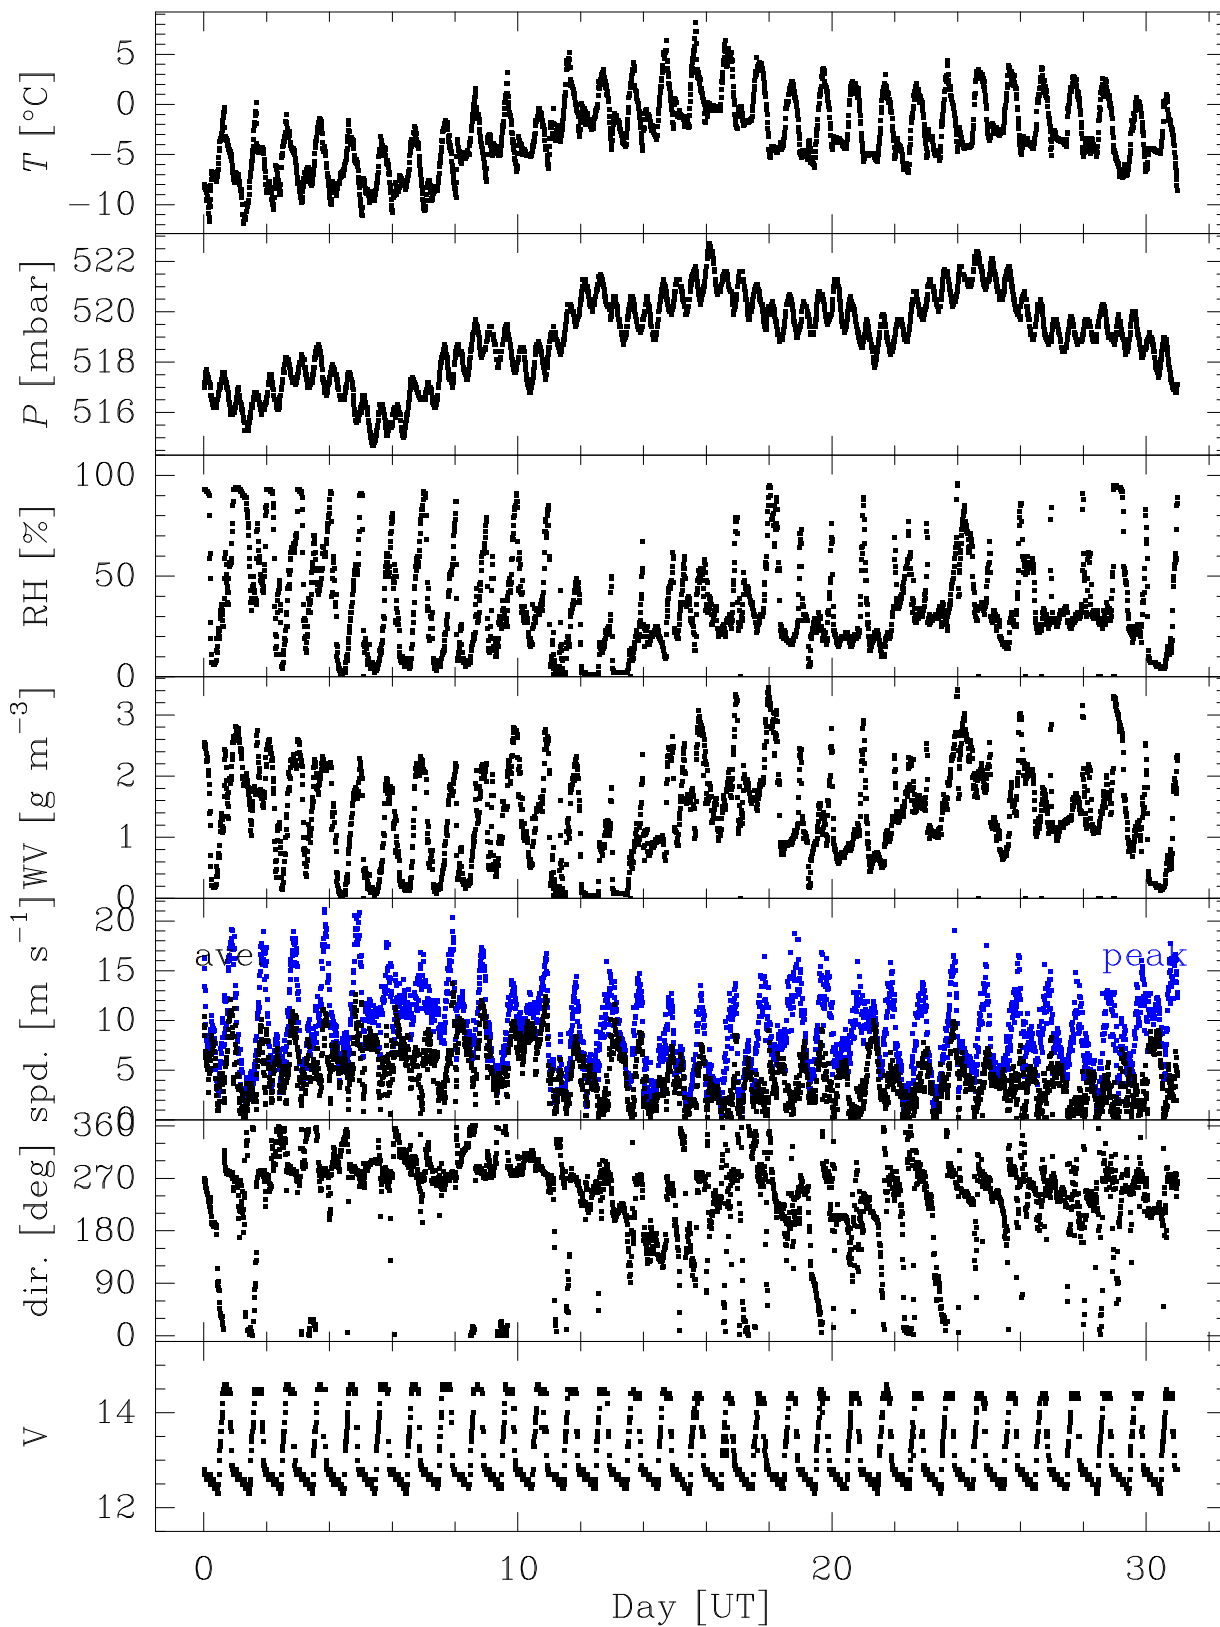 T [°C]
5
0
−5
−10
P [mbar]
522
520
518
516
RH [%]
100
50
0
WV [g m−3]
3
2
1
0
spd. [m s−1]
20
15
10
5
0
ave
peak
dir. [deg]
360
270
180
90
0
V
14
12
0 10 20 30
Day [UT]